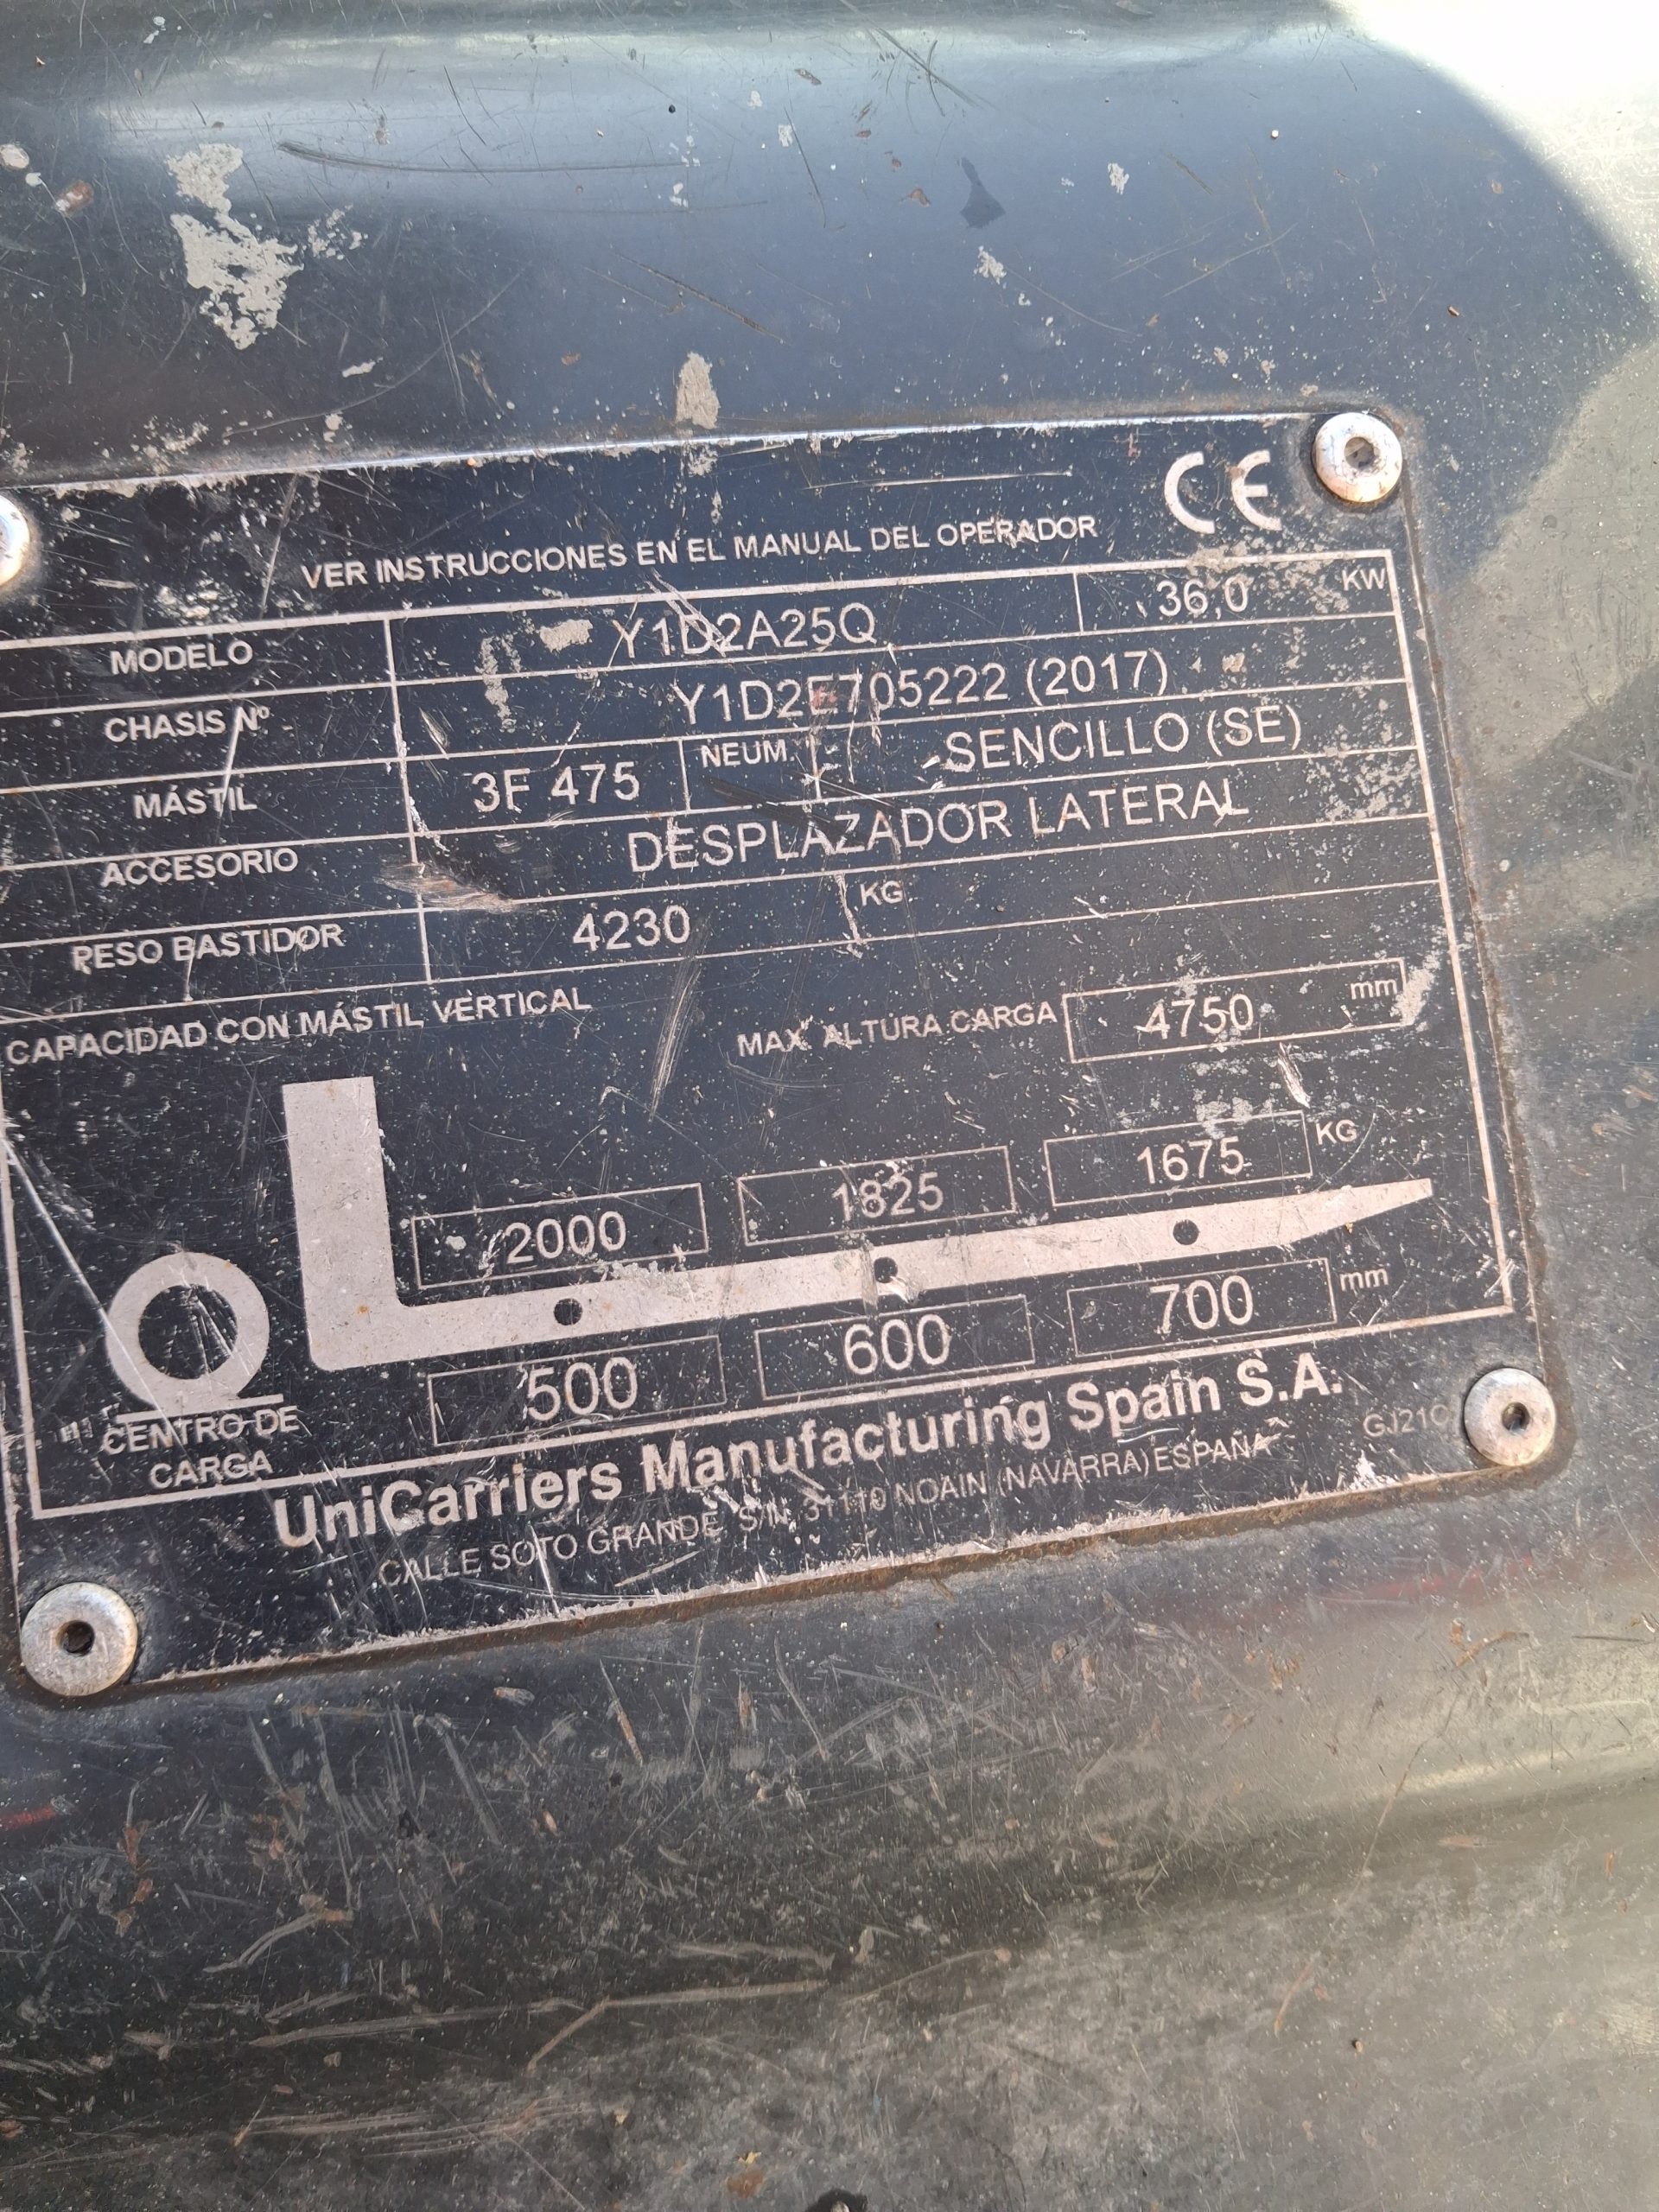 CE
VER INSTRUCCIONES EN EL MANUAL DEL OPERADOR
MODELO Y1D2A25Q 36,0 KW
CHASIS Nº Y1D2E705222 (2017)
MÁSTIL 3F 475 NEUM. SENCILLO (SE)
ACCESORIO DESPLAZADOR LATERAL
PESO BASTIDOR 4230 KG
CAPACIDAD CON MÁSTIL VERTICAL
MAX. ALTURA CARGA 4750 mm
2000 1825 1675 KG
500 600 700 mm
CENTRO DE
CARGA
UniCarriers Manufacturing Spain S.A.
CALLE SOTO GRANDE S/N, 31110 NOAIN (NAVARRA) ESPAÑA